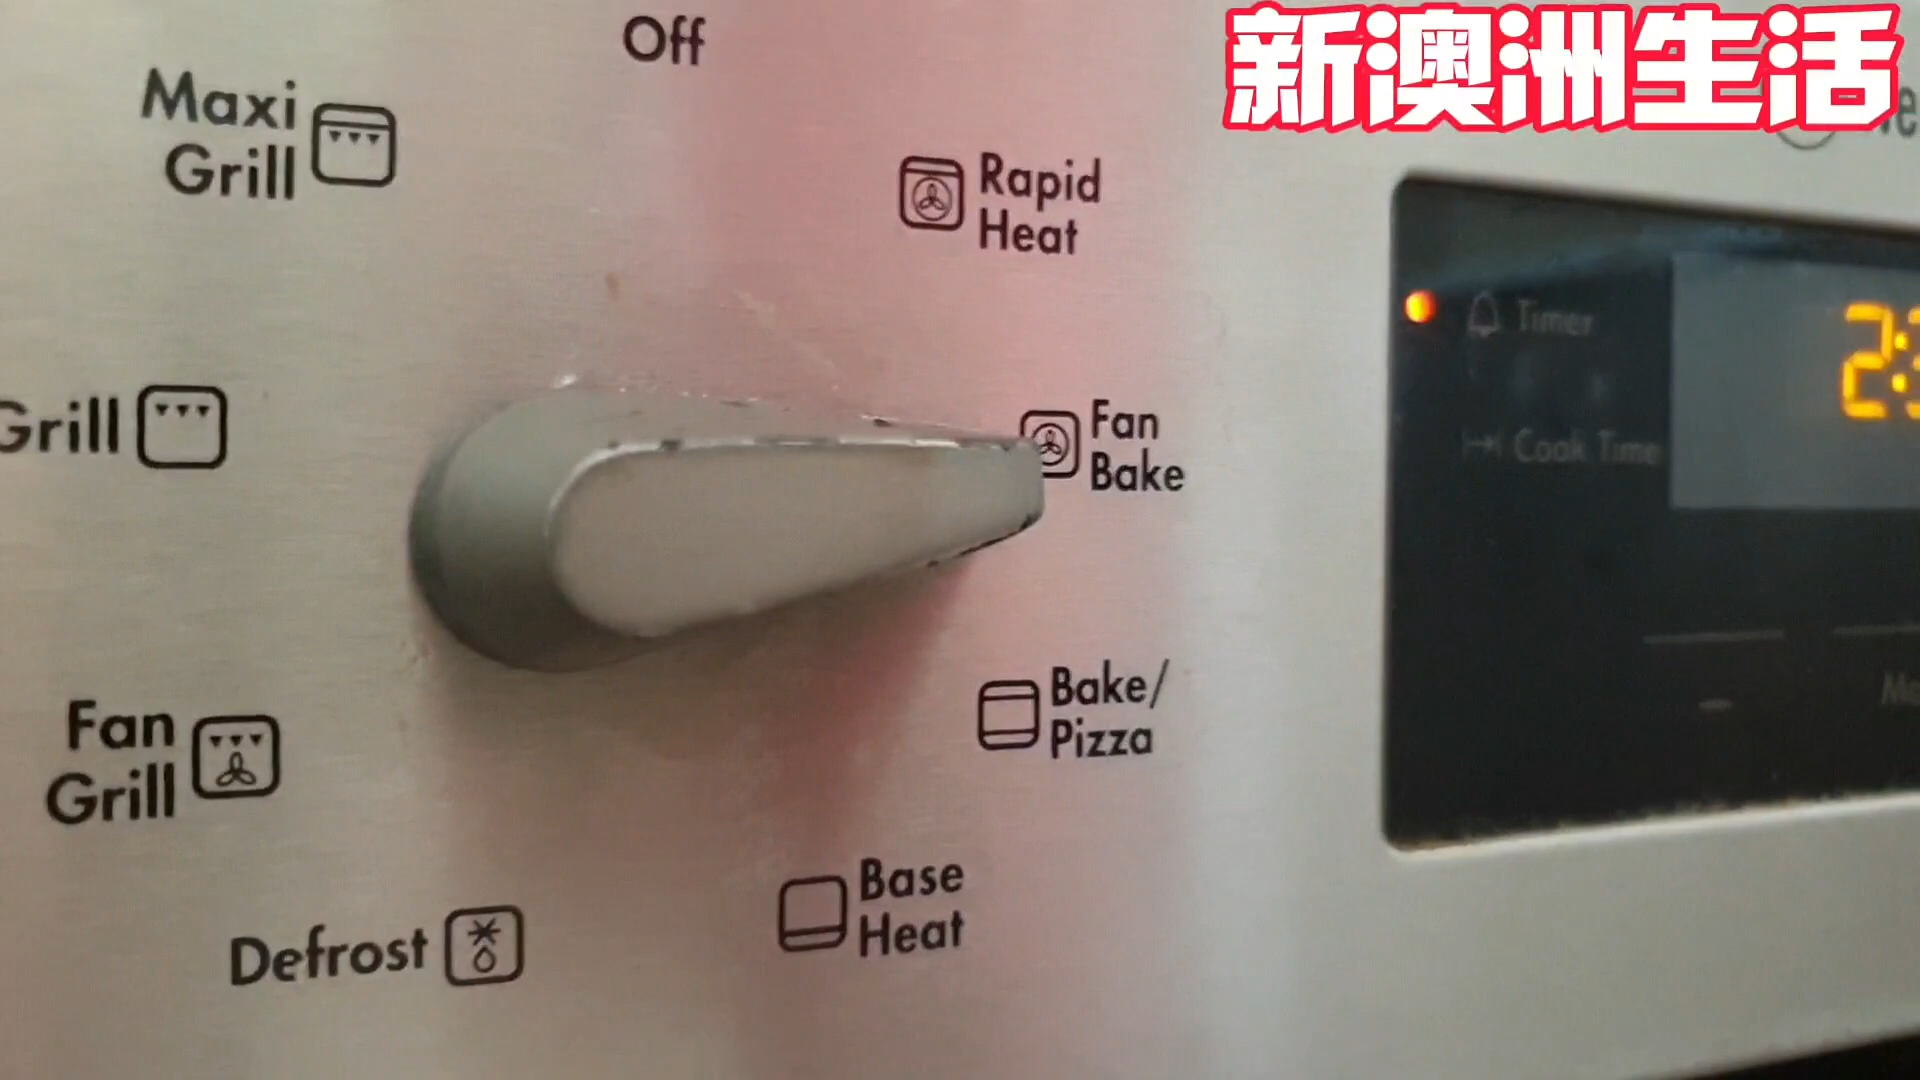 新澳洲生活
Off
Maxi
Grill
Rapid
Heat
Timer
Grill
Fan
Bake
Cook Time
Fan
Grill
Bake/
Pizza
Base
Heat
Defrost